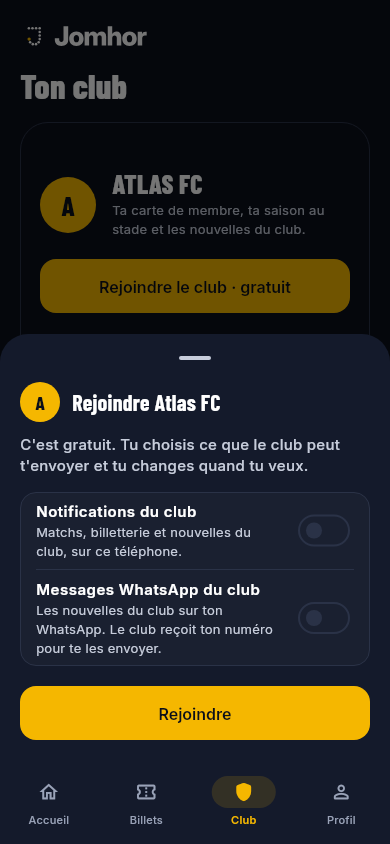 Jomhor
Ton club
A
ATLAS FC
Ta carte de membre, ta saison au
stade et les nouvelles du club.
Rejoindre le club · gratuit
A
Rejoindre Atlas FC
C'est gratuit. Tu choisis ce que le club peut
t'envoyer et tu changes quand tu veux.
Notifications du club
Matchs, billetterie et nouvelles du
club, sur ce téléphone.
Messages WhatsApp du club
Les nouvelles du club sur ton
WhatsApp. Le club reçoit ton numéro
pour te les envoyer.
Rejoindre
Accueil
Billets
Club
Profil